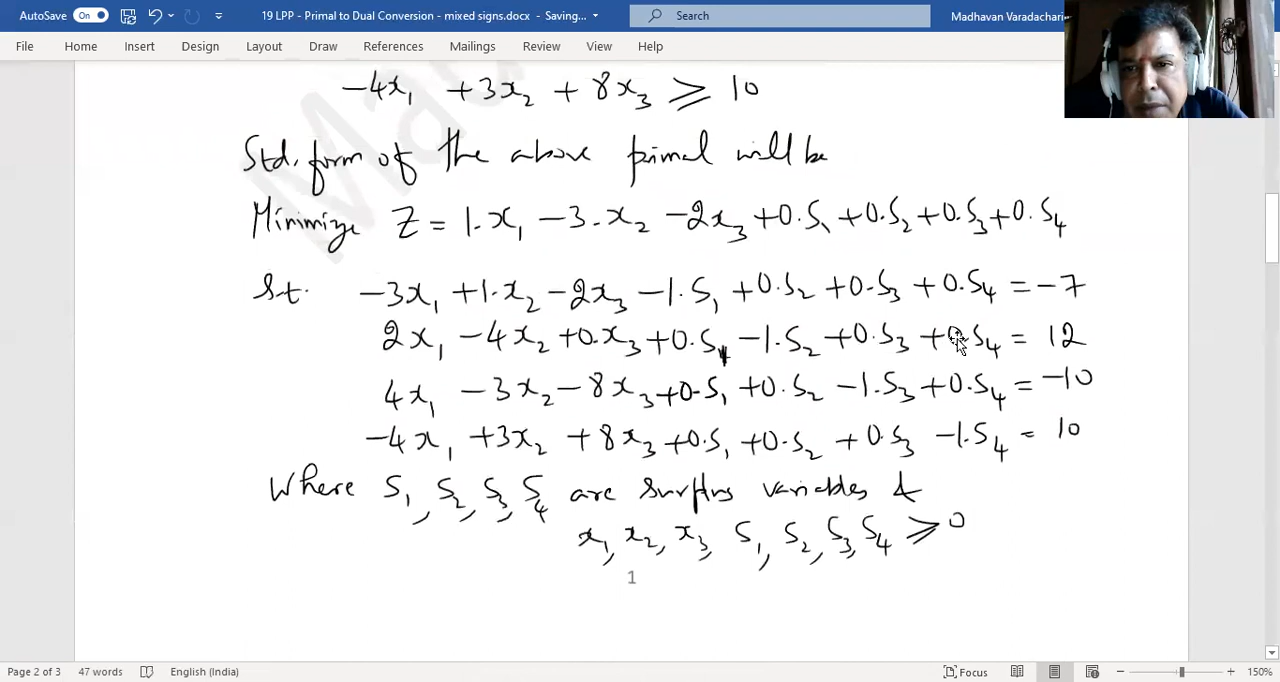 AutoSave On 19 LPP - Primal to Dual Conversion - mixed signs.docx - Saving... Search Madhavan Varadachari
File Home Insert Design Layout Draw References Mailings Review View Help
-4x₁ +3x₂ + 8x₃ ⩾ 10
Std. form of the above primal will be
Minimize Z = 1.x₁ -3.x₂ -2x₃ +0.S₁ +0.S₂ +0.S₃ +0.S₄
St. -3x₁ +1.x₂ -2x₃ -1.S₁ +0.S₂ +0.S₃ +0.S₄ = -7
2x₁ -4x₂ +0.x₃ +0.S₁ -1.S₂ +0.S₃ +0.S₄ = 12
4x₁ -3x₂ -8x₃ +0.S₁ +0.S₂ -1.S₃ +0.S₄ = -10
-4x₁ +3x₂ +8x₃ +0.S₁ +0.S₂ +0.S₃ -1.S₄ = 10
Where S₁, S₂, S₃, S₄ are surplus variables &
x₁, x₂, x₃, S₁, S₂, S₃, S₄ ⩾ 0
1
Page 2 of 3 47 words English (India) Focus 150%